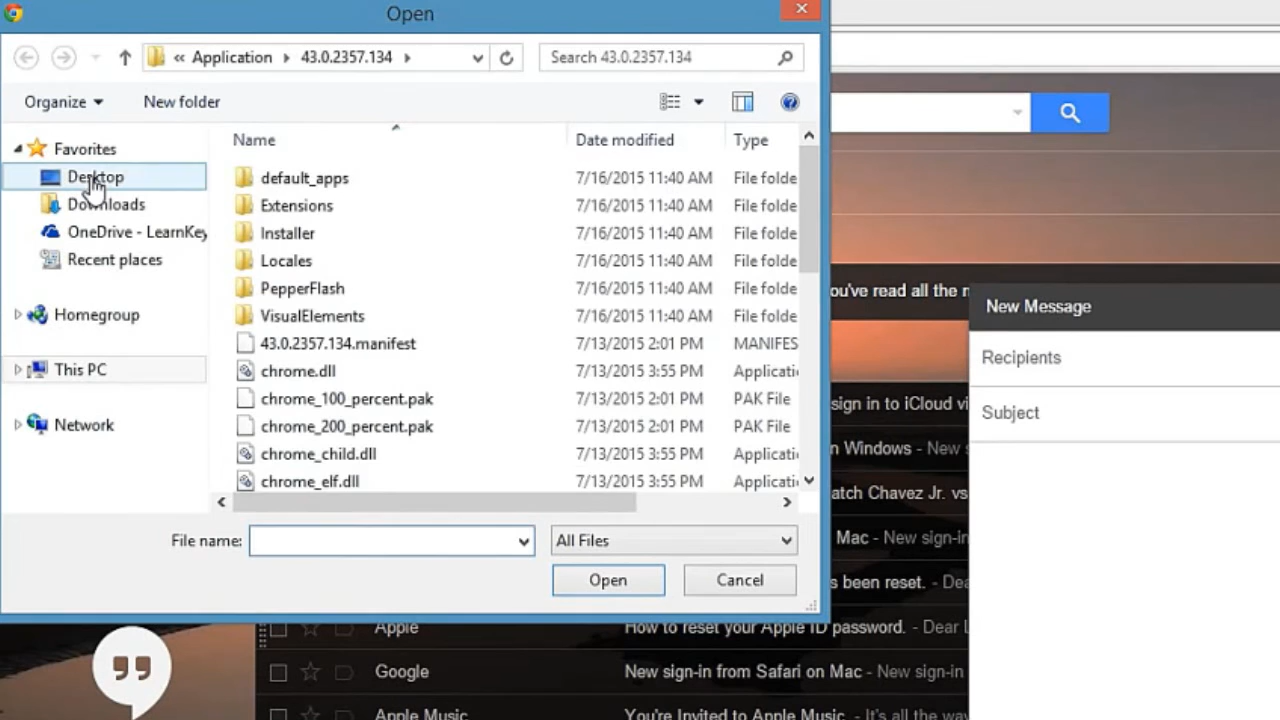 Open
« Application 43.0.2357.134
Search 43.0.2357.134
Organize
New folder
Name
Date modified
Type
Favorites
Desktop
Downloads
OneDrive - LearnKey
Recent places
Homegroup
This PC
Network
default_apps 7/16/2015 11:40 AM File folde
Extensions 7/16/2015 11:40 AM File folde
Installer 7/16/2015 11:40 AM File folde
Locales 7/16/2015 11:40 AM File folde
PepperFlash 7/16/2015 11:40 AM File folde
VisualElements 7/16/2015 11:40 AM File folde
43.0.2357.134.manifest 7/13/2015 2:01 PM MANIFES
chrome.dll 7/13/2015 3:55 PM Applicati
chrome_100_percent.pak 7/13/2015 2:01 PM PAK File
chrome_200_percent.pak 7/13/2015 2:01 PM PAK File
chrome_child.dll 7/13/2015 3:55 PM Applicati
chrome_elf.dll 7/13/2015 3:55 PM Applicati
File name:
All Files
Open
Cancel
ou've read all the
New Message
Recipients
Subject
sign in to iCloud vi
n Windows - New s
atch Chavez Jr. vs
Mac - New sign-in
s been reset. - Dea
Apple How to reset your Apple ID password. - Dear L
Google New sign-in from Safari on Mac - New sign-in
Apple Music You're Invited to Apple Music - It's all the way